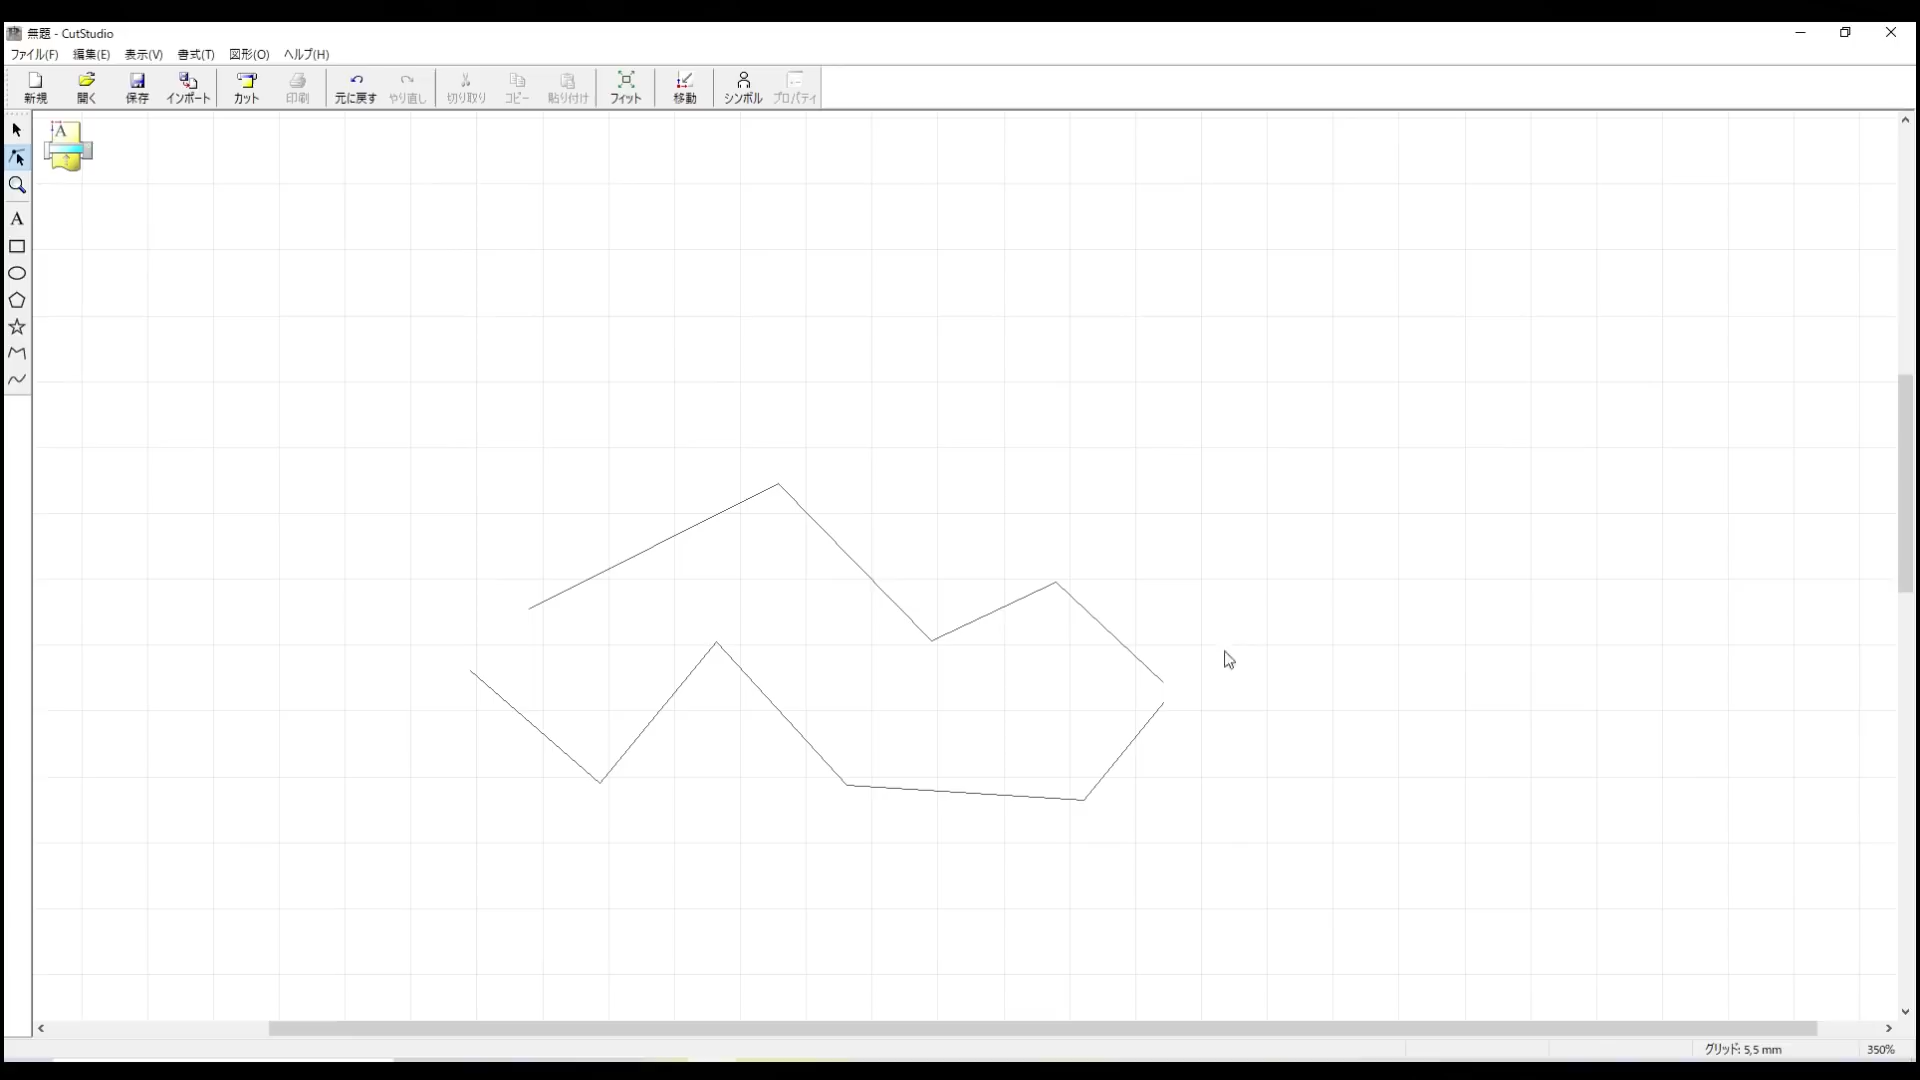 無題 - CutStudio
ファイル(F) 編集(E) 表示(V) 書式(T) 図形(O) ヘルプ(H)
新規 開く 保存 インポート カット 印刷 元に戻す やり直し 切り取り コピー 貼り付け フィット 移動 シンボル プロパティ
A
A
グリッド: 5,5 mm 350%